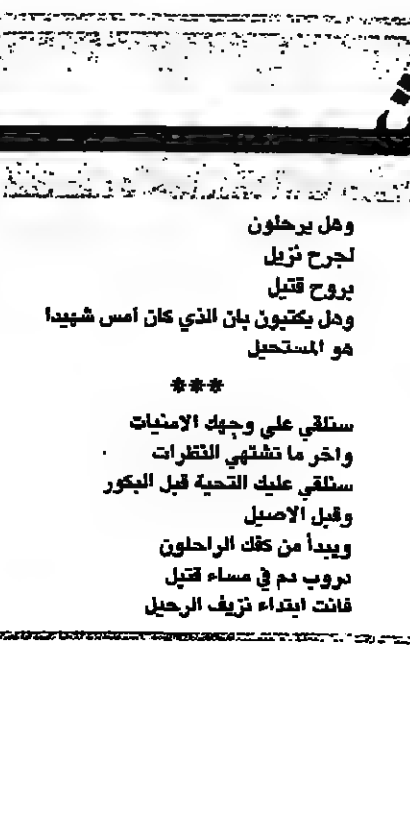 وهل يرحلون
لجرح نزيل
بروح قتيل
وهل يكتبون بان الذي كان امس شهيدا
هو المستحيل
***
سنلقي على وجهك الامنيات
واخر ما تشتهي النظرات
سنلقي عليك التحية قبل البكور
وقبل الاصيل
ويبدأ من كفك الراحلون
دروب دم في مساء قتيل
فانت ابتداء نزيف الرحيل